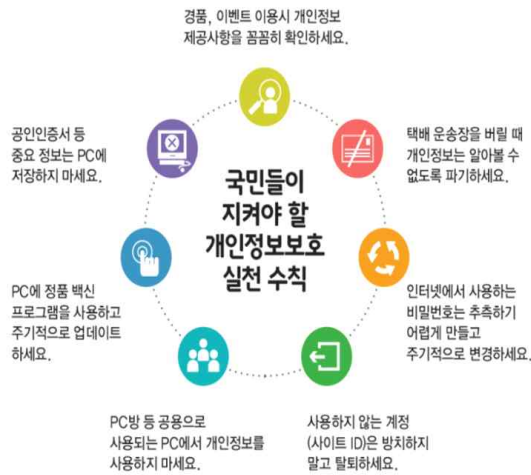 경품, 이벤트 이용시 개인정보
제공사항을 꼼꼼히 확인하세요.
택배 운송장을 버릴 때
개인정보는 알아볼 수
없도록 파기하세요.
인터넷에서 사용하는
비밀번호는 추측하기
어렵게 만들고
주기적으로 변경하세요.
사용하지 않는 계정
(사이트 ID)은 방치하지
말고 탈퇴하세요.
PC방 등 공용으로
사용되는 PC에서 개인정보를
사용하지 마세요.
PC에 정품 백신
프로그램을 사용하고
주기적으로 업데이트
하세요.
공인인증서 등
중요 정보는 PC에
저장하지 마세요.
국민들이
지켜야 할
개인정보보호
실천 수칙